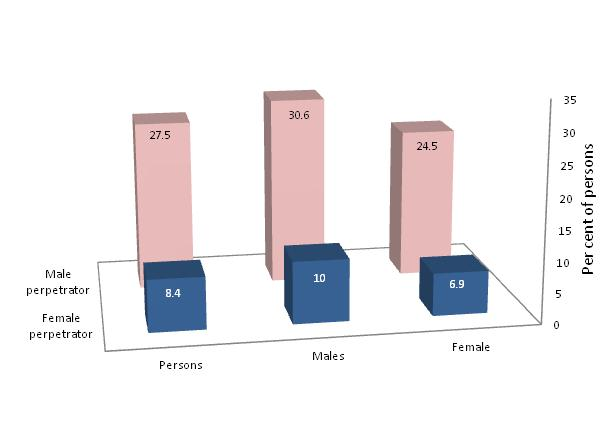 27.5
30.6
24.5
8.4
10
6.9
35
30
25
20
15
10
5
0
Per cent of persons
Male
perpetrator
Female
perpetrator
Persons
Males
Female